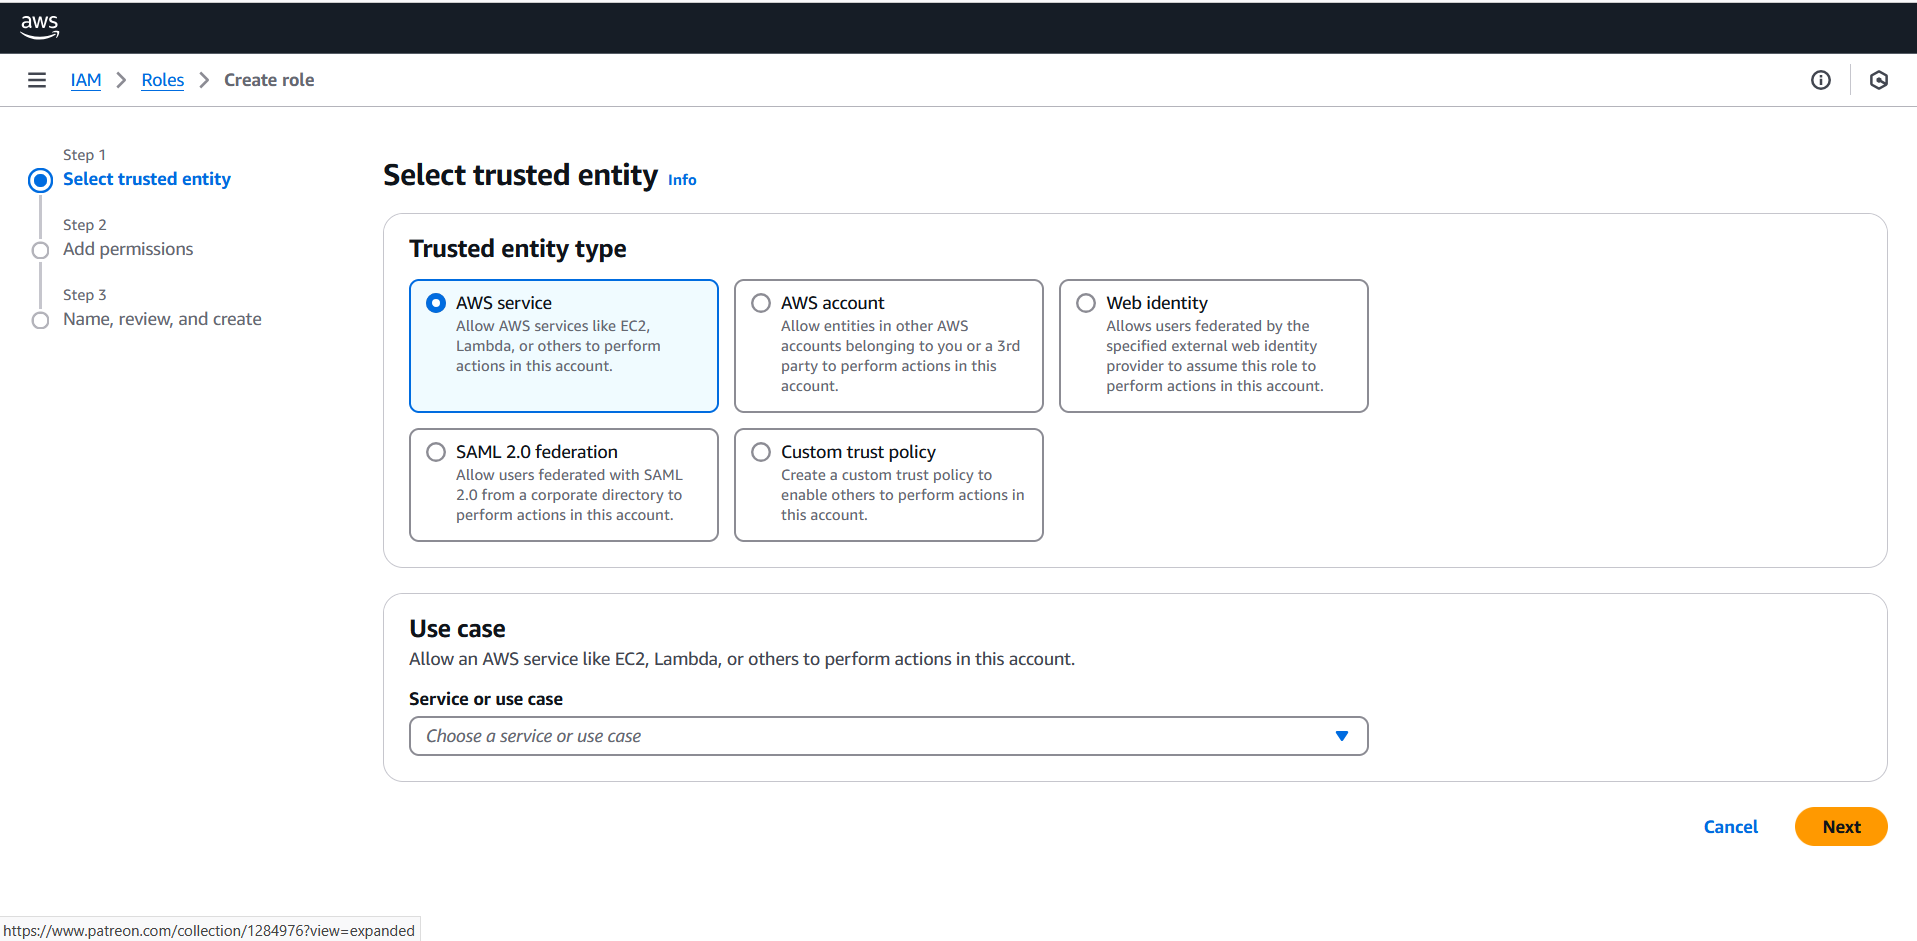 aws
IAM > Roles > Create role
Step 1
Select trusted entity
Step 2
Add permissions
Step 3
Name, review, and create
Select trusted entity Info
Trusted entity type
AWS service
Allow AWS services like EC2,
Lambda, or others to perform
actions in this account.
AWS account
Allow entities in other AWS
accounts belonging to you or a 3rd
party to perform actions in this
account.
Web identity
Allows users federated by the
specified external web identity
provider to assume this role to
perform actions in this account.
SAML 2.0 federation
Allow users federated with SAML
2.0 from a corporate directory to
perform actions in this account.
Custom trust policy
Create a custom trust policy to
enable others to perform actions in
this account.
Use case
Allow an AWS service like EC2, Lambda, or others to perform actions in this account.
Service or use case
Choose a service or use case
Cancel
Next
https://www.patreon.com/collection/1284976?view=expanded